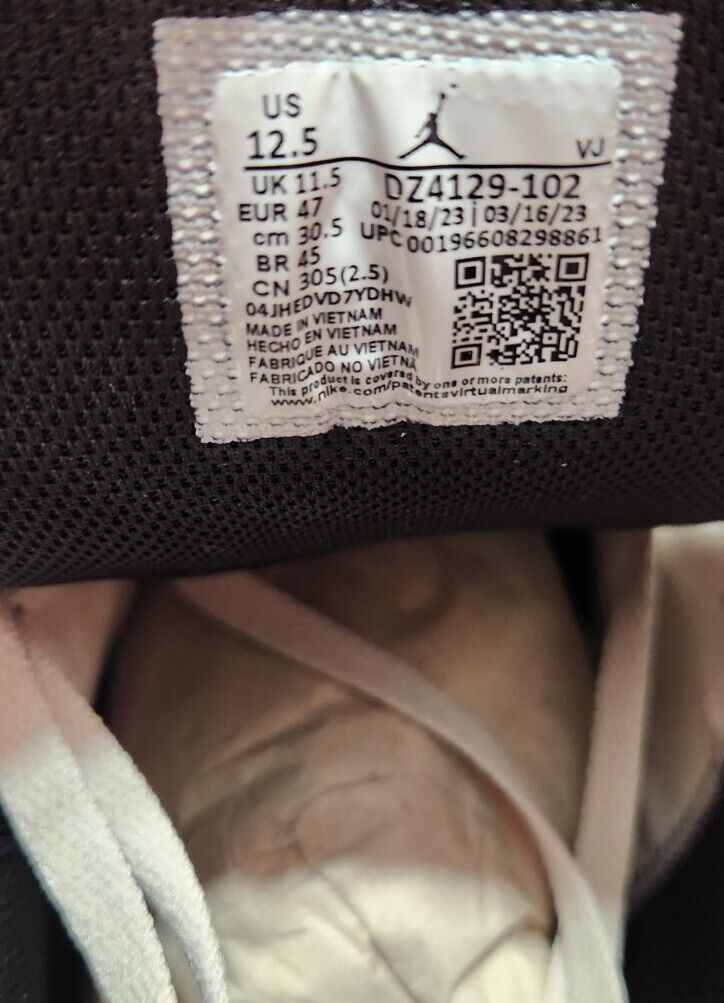 US
12.5
VJ
UK 11.5
DZ4129-102
EUR 47
01/18/23 | 03/16/23
cm 30.5
UPC 00196608298861
BR 45
CN 305(2.5)
04JHEDVD7YDHW
MADE IN VIETNAM
HECHO EN VIETNAM
FABRIQUE AU VIETNAM
FABRICADO NO VIETNA
This product is covered by one or more patents:
www.nike.com/patentsvirtualmarking